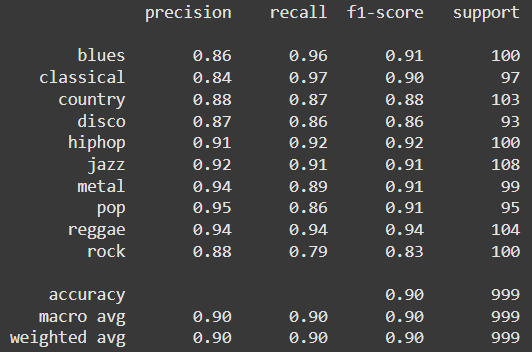 precision recall f1-score support
blues 0.86 0.96 0.91 100
classical 0.84 0.97 0.90 97
country 0.88 0.87 0.88 103
disco 0.87 0.86 0.86 93
hiphop 0.91 0.92 0.92 100
jazz 0.92 0.91 0.91 108
metal 0.94 0.89 0.91 99
pop 0.95 0.86 0.91 95
reggae 0.94 0.94 0.94 104
rock 0.88 0.79 0.83 100
accuracy 0.90 999
macro avg 0.90 0.90 0.90 999
weighted avg 0.90 0.90 0.90 999